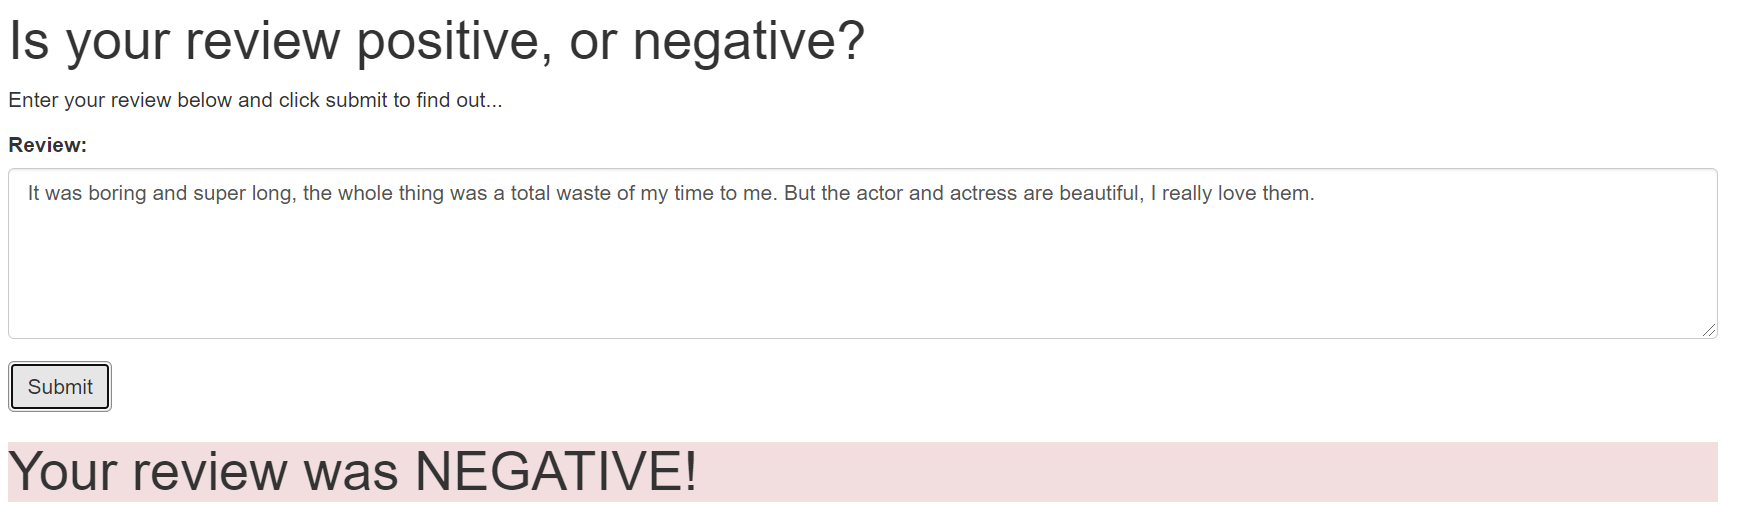 Is your review positive, or negative?
Enter your review below and click submit to find out...
Review:
It was boring and super long, the whole thing was a total waste of my time to me. But the actor and actress are beautiful, I really love them.
Submit
Your review was NEGATIVE!